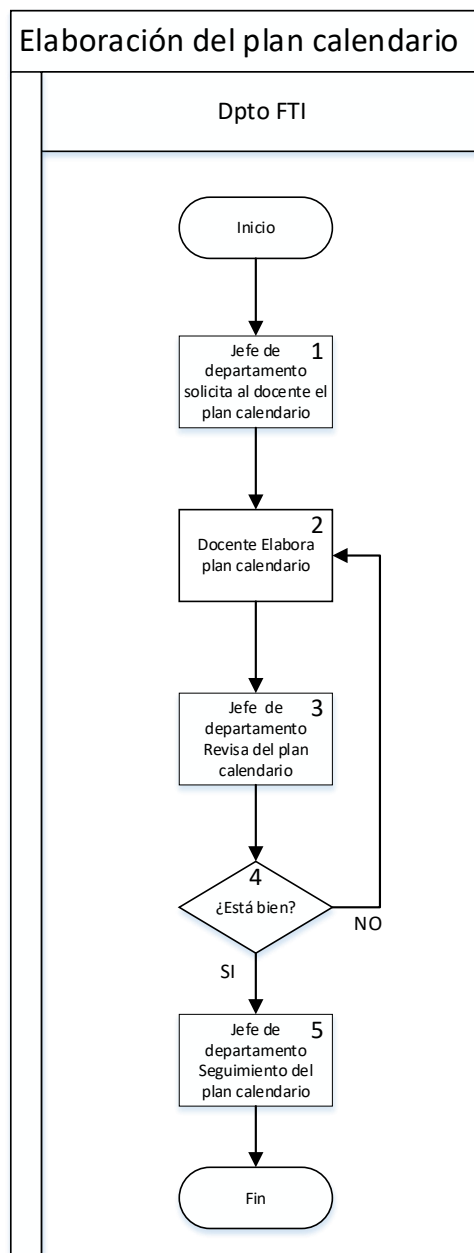 Elaboración del plan calendario
Dpto FTI
Inicio
1
Jefe de
departamento
solicita al docente el
plan calendario
2
Docente Elabora
plan calendario
3
Jefe de
departamento
Revisa del plan
calendario
4
¿Está bien?
NO
SI
5
Jefe de
departamento
Seguimiento del
plan calendario
Fin